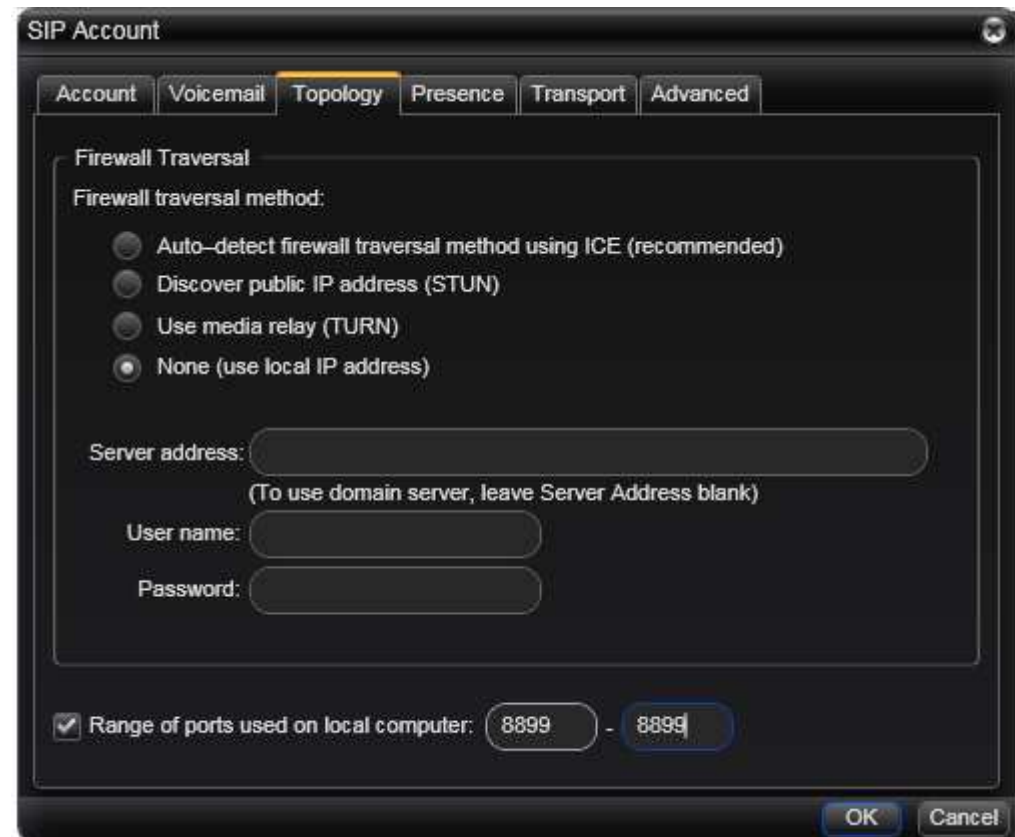 SIP Account
Account Voicemail Topology Presence Transport Advanced
Firewall Traversal
Firewall traversal method:
Auto-detect firewall traversal method using ICE (recommended)
Discover public IP address (STUN)
Use media relay (TURN)
None (use local IP address)
Server address:
(To use domain server, leave Server Address blank)
User name:
Password:
Range of ports used on local computer: 8899 - 8899
OK Cancel